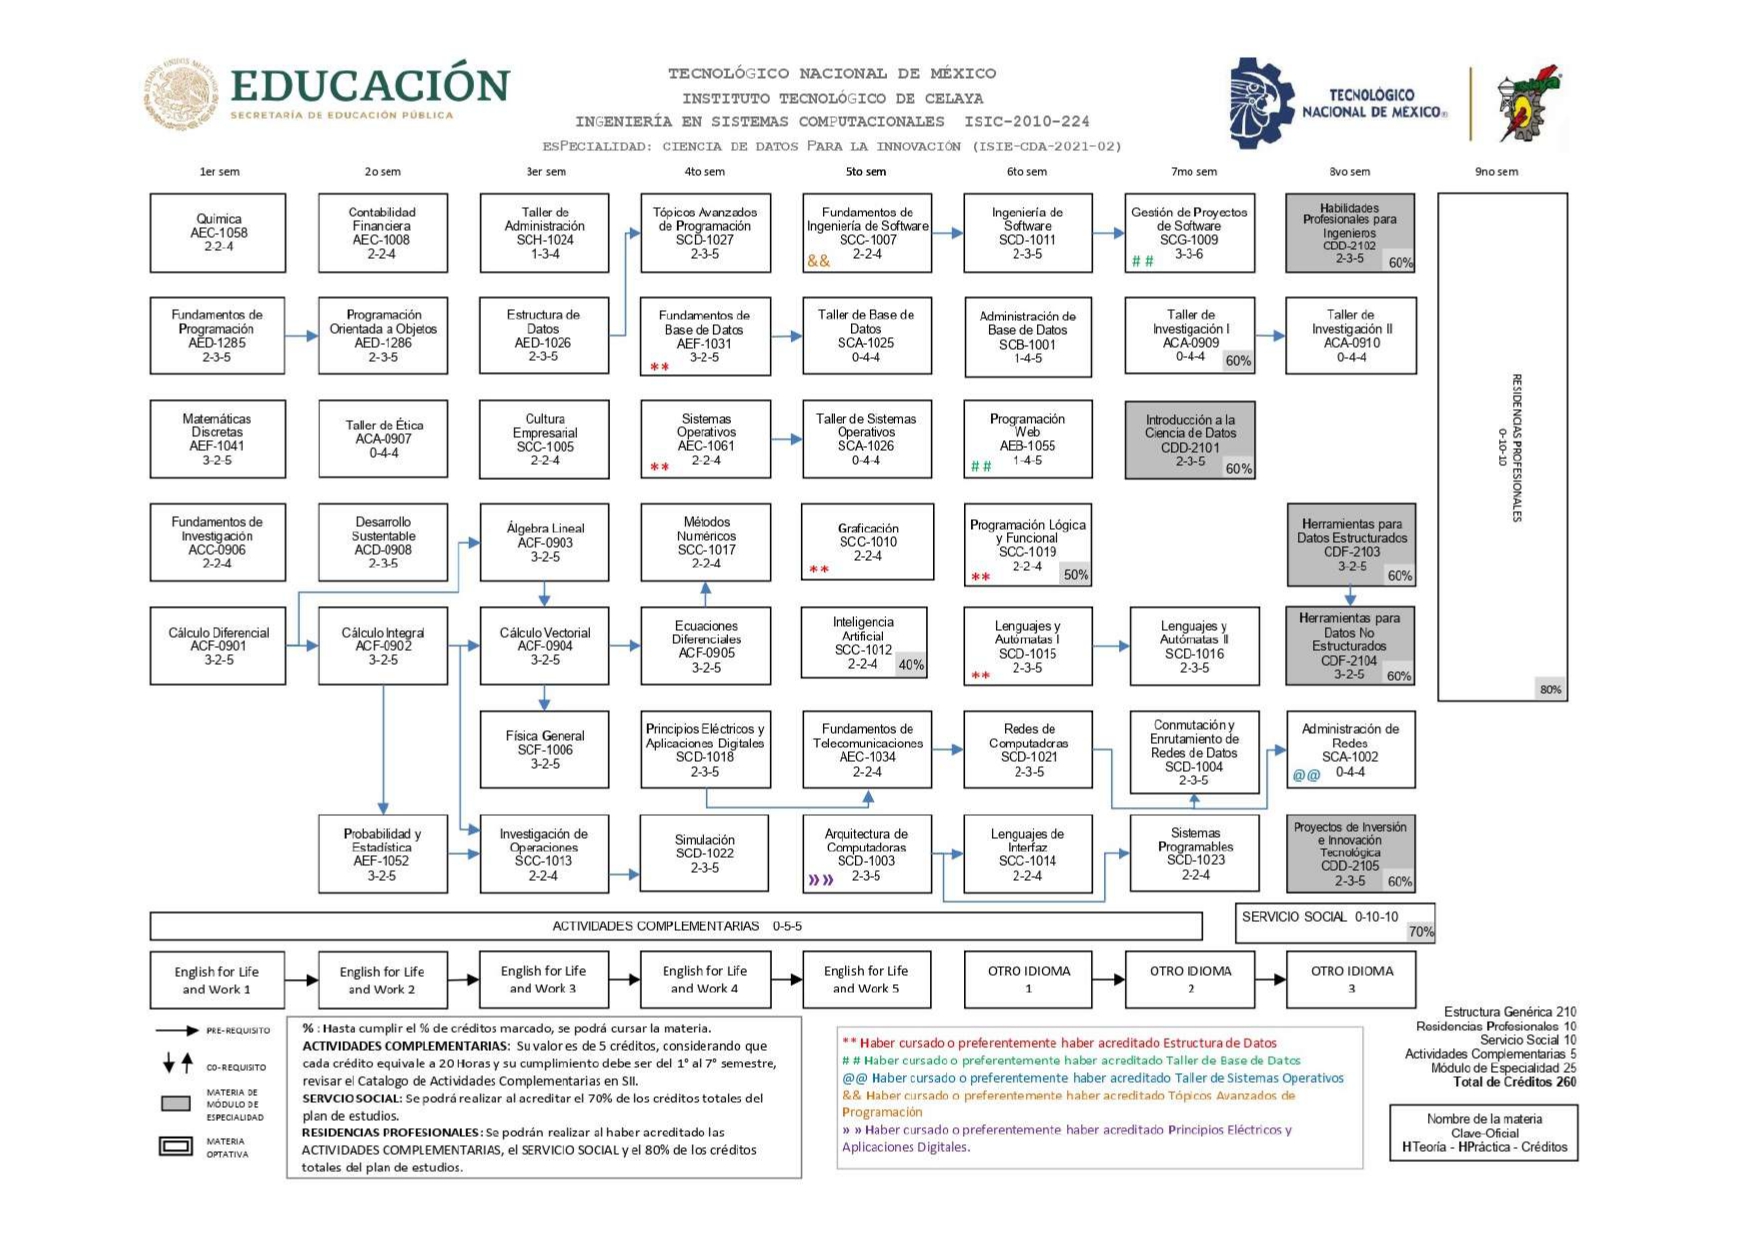 EDUCACIÓN
SECRETARÍA DE EDUCACIÓN PÚBLICA
TECNOLÓGICO NACIONAL DE MÉXICO
INSTITUTO TECNOLÓGICO DE CELAYA
INGENIERÍA EN SISTEMAS COMPUTACIONALES ISIC-2010-224
ESPECIALIDAD: CIENCIA DE DATOS PARA LA INNOVACIÓN (ISIE-CDA-2021-02)
TECNOLÓGICO
NACIONAL DE MÉXICO®
1er sem
2o sem
3er sem
4to sem
5to sem
6to sem
7mo sem
8vo sem
9no sem
Química
AEC-1058
2-2-4
Contabilidad
Financiera
AEC-1008
2-2-4
Taller de
Administración
SCH-1024
1-3-4
Tópicos Avanzados
de Programación
SCD-1027
2-3-5
Fundamentos de
Ingeniería de Software
SCC-1007
&& 2-2-4
Ingeniería de
Software
SCD-1011
2-3-5
Gestión de Proyectos
de Software
SCG-1009
# # 3-3-6
Habilidades
Profesionales para
Ingenieros
CDD-2102
2-3-5 60%
Fundamentos de
Programación
AED-1285
2-3-5
Programación
Orientada a Objetos
AED-1286
2-3-5
Estructura de
Datos
AED-1026
2-3-5
Fundamentos de
Base de Datos
AEF-1031
3-2-5
**
Taller de Base de
Datos
SCA-1025
0-4-4
Administración de
Base de Datos
SCB-1001
1-4-5
Taller de
Investigación I
ACA-0909
0-4-4 60%
Taller de
Investigación II
ACA-0910
0-4-4
Matemáticas
Discretas
AEF-1041
3-2-5
Taller de Ética
ACA-0907
0-4-4
Cultura
Empresarial
SCC-1005
2-2-4
Sistemas
Operativos
AEC-1061
** 2-2-4
Taller de Sistemas
Operativos
SCA-1026
0-4-4
Programación
Web
AEB-1055
# # 1-4-5
Introducción a la
Ciencia de Datos
CDD-2101
2-3-5 60%
RESIDENCIAS PROFESIONALES
0-10-10
80%
Fundamentos de
Investigación
ACC-0906
2-2-4
Desarrollo
Sustentable
ACD-0908
2-3-5
Álgebra Lineal
ACF-0903
3-2-5
Métodos
Numéricos
SCC-1017
2-2-4
Graficación
SCC-1010
2-2-4
**
Programación Lógica
y Funcional
SCC-1019
2-2-4
** 50%
Herramientas para
Datos Estructurados
CDF-2103
3-2-5
60%
Cálculo Diferencial
ACF-0901
3-2-5
Cálculo Integral
ACF-0902
3-2-5
Cálculo Vectorial
ACF-0904
3-2-5
Ecuaciones
Diferenciales
ACF-0905
3-2-5
Inteligencia
Artificial
SCC-1012
2-2-4 40%
Lenguajes y
Autómatas I
SCD-1015
2-3-5
**
Lenguajes y
Autómatas II
SCD-1016
2-3-5
Herramientas para
Datos No
Estructurados
CDF-2104
3-2-5 60%
Física General
SCF-1006
3-2-5
Principios Eléctricos y
Aplicaciones Digitales
SCD-1018
2-3-5
Fundamentos de
Telecomunicaciones
AEC-1034
2-2-4
Redes de
Computadoras
SCD-1021
2-3-5
Conmutación y
Enrutamiento de
Redes de Datos
SCD-1004
2-3-5
Administración de
Redes
SCA-1002
@@ 0-4-4
Probabilidad y
Estadística
AEF-1052
3-2-5
Investigación de
Operaciones
SCC-1013
2-2-4
Simulación
SCD-1022
2-3-5
Arquitectura de
Computadoras
SCD-1003
» » 2-3-5
Lenguajes de
Interfaz
SCC-1014
2-2-4
Sistemas
Programables
SCD-1023
2-2-4
Proyectos de Inversión
e Innovación
Tecnológica
CDD-2105
2-3-5 60%
ACTIVIDADES COMPLEMENTARIAS 0-5-5
SERVICIO SOCIAL 0-10-10
70%
English for Life
and Work 1
English for Life
and Work 2
English for Life
and Work 3
English for Life
and Work 4
English for Life
and Work 5
OTRO IDIOMA
1
OTRO IDIOMA
2
OTRO IDIOMA
3
PRE-REQUISITO
CO-REQUISITO
MATERIA DE
MÓDULO DE
ESPECIALIDAD
MATERIA
OPTATIVA
% : Hasta cumplir el % de créditos marcado, se podrá cursar la materia.
ACTIVIDADES COMPLEMENTARIAS: Su valor es de 5 créditos, considerando que
cada crédito equivale a 20 Horas y su cumplimiento debe ser del 1° al 7° semestre,
revisar el Catalogo de Actividades Complementarias en SII.
SERVCIO SOCIAL: Se podrá realizar al acreditar el 70% de los créditos totales del
plan de estudios.
RESIDENCIAS PROFESIONALES: Se podrán realizar al haber acreditado las
ACTIVIDADES COMPLEMENTARIAS, el SERVICIO SOCIAL y el 80% de los créditos
totales del plan de estudios.
* * Haber cursado o preferentemente haber acreditado Estructura de Datos
# # Haber cursado o preferentemente haber acreditado Taller de Base de Datos
@@ Haber cursado o preferentemente haber acreditado Taller de Sistemas Operativos
&& Haber cursado o preferentemente haber acreditado Tópicos Avanzados de
Programación
» » Haber cursado o preferentemente haber acreditado Principios Eléctricos y
Aplicaciones Digitales.
Estructura Genérica 210
Residencias Profesionales 10
Servicio Social 10
Actividades Complementarias 5
Módulo de Especialidad 25
Total de Créditos 260
Nombre de la materia
Clave-Oficial
HTeoría - HPráctica - Créditos